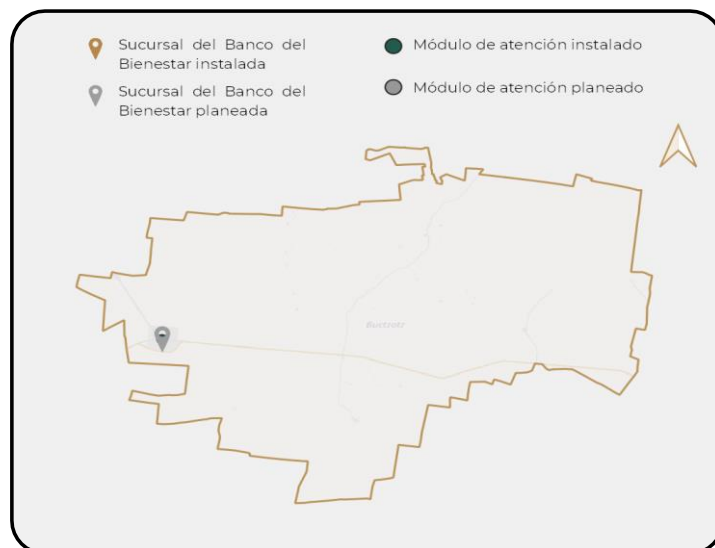 Sucursal del Banco del
Bienestar instalada
Sucursal del Banco del
Bienestar planeada
Módulo de atención instalado
Módulo de atención planeado
Buctzotz